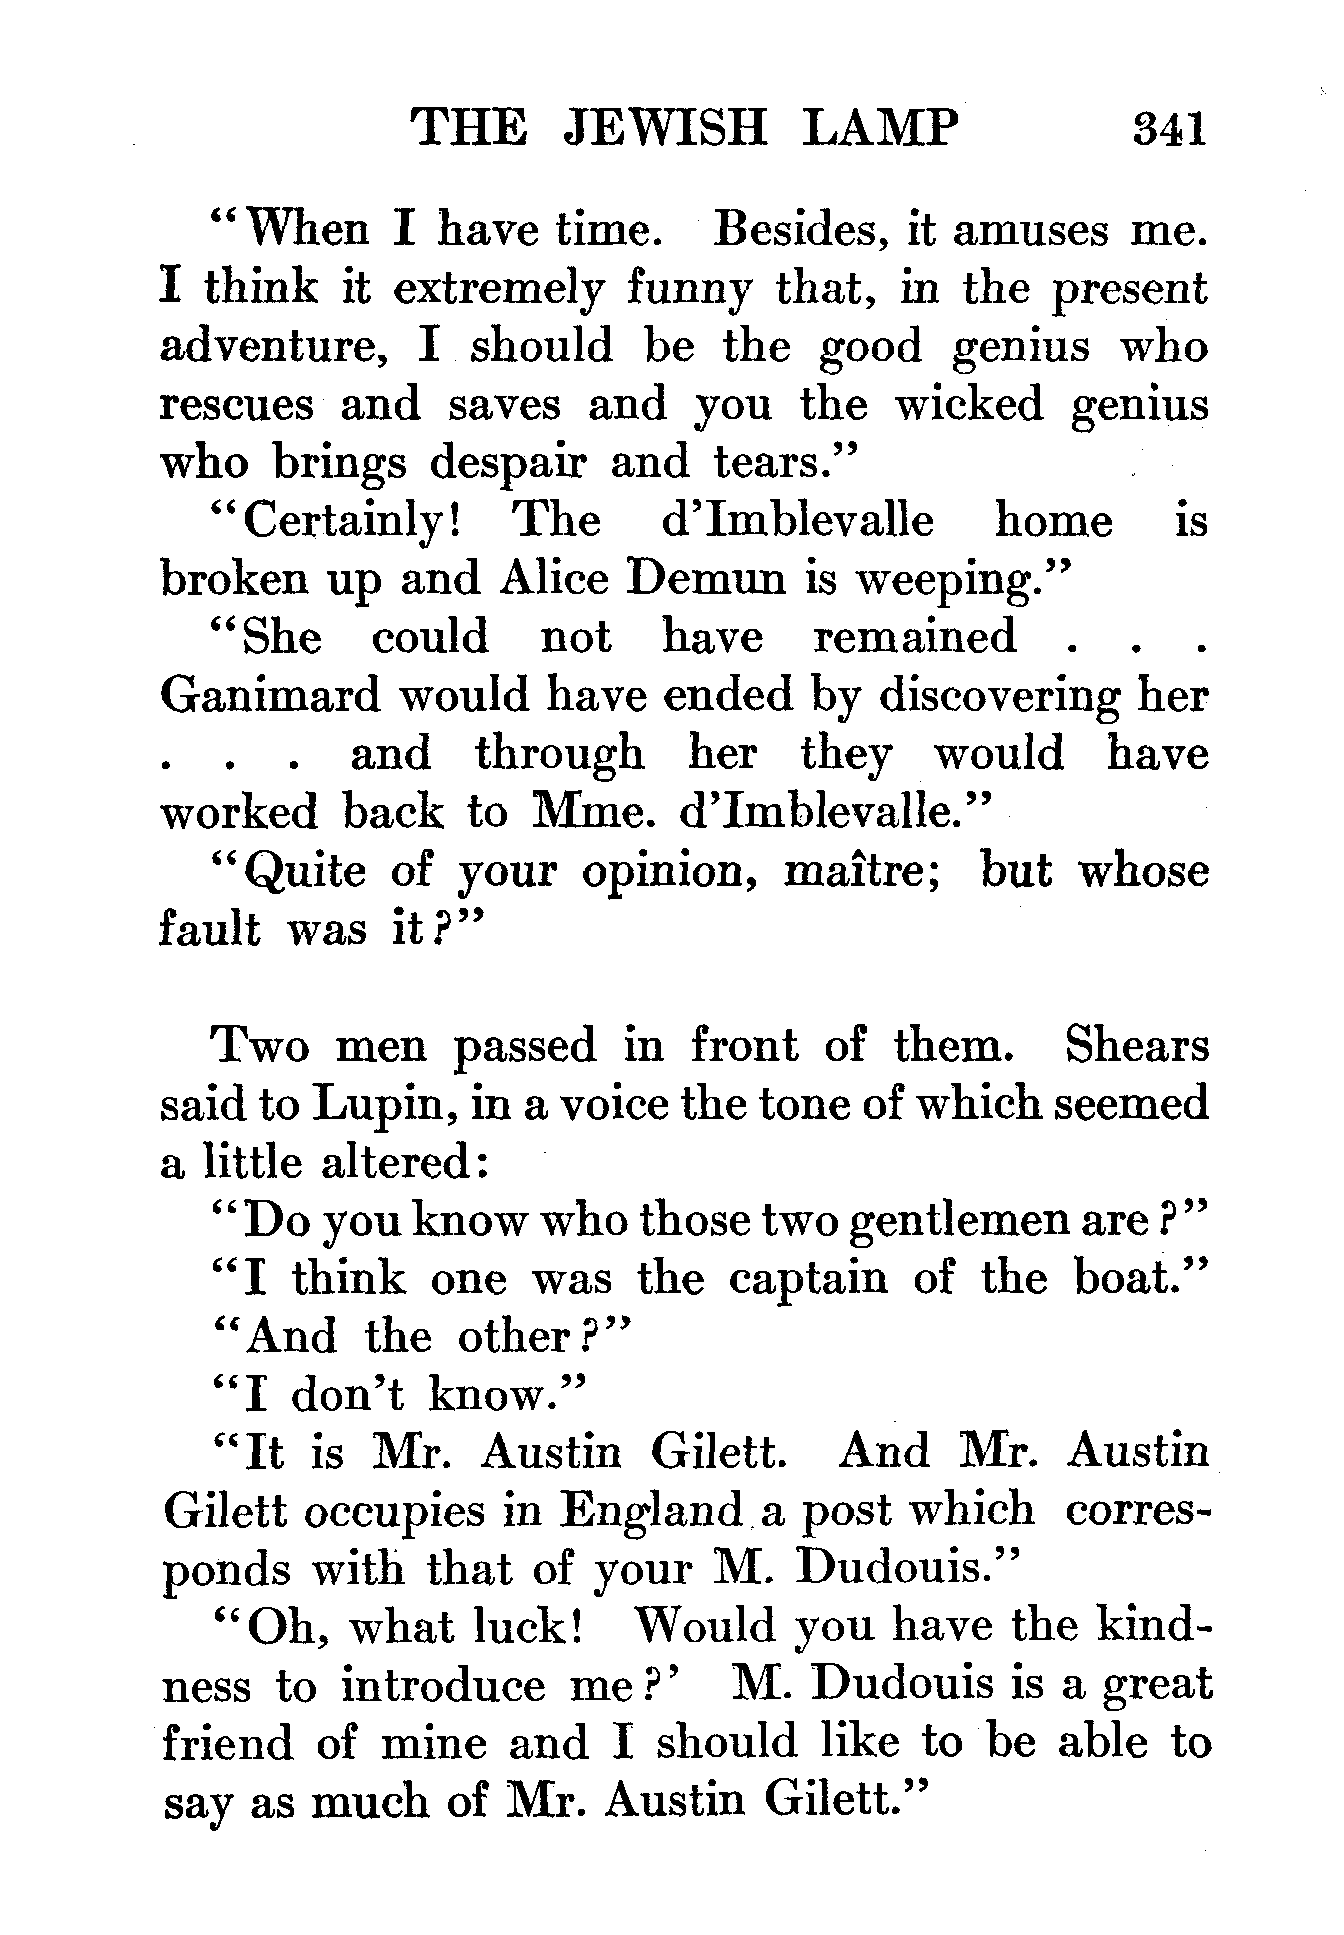 THE JEWISH LAMP 341
“When I have time. Besides, it amuses me.
I think it extremely funny that, in the present
adventure, I should be the good genius who
rescues and saves and you the wicked genius
who brings despair and tears.”
“Certainly! The d’Imblevalle home is
broken up and Alice Demun is weeping.”
“She could not have remained . . .
Ganimard would have ended by discovering her
. . . and through her they would have
worked back to Mme. d’Imblevalle.”
“Quite of your opinion, maître; but whose
fault was it?”
Two men passed in front of them. Shears
said to Lupin, in a voice the tone of which seemed
a little altered:
“Do you know who those two gentlemen are?”
“I think one was the captain of the boat.”
“And the other?”
“I don’t know.”
“It is Mr. Austin Gilett. And Mr. Austin
Gilett occupies in England a post which corres-
ponds with that of your M. Dudouis.”
“Oh, what luck! Would you have the kind-
ness to introduce me?’ M. Dudouis is a great
friend of mine and I should like to be able to
say as much of Mr. Austin Gilett.”